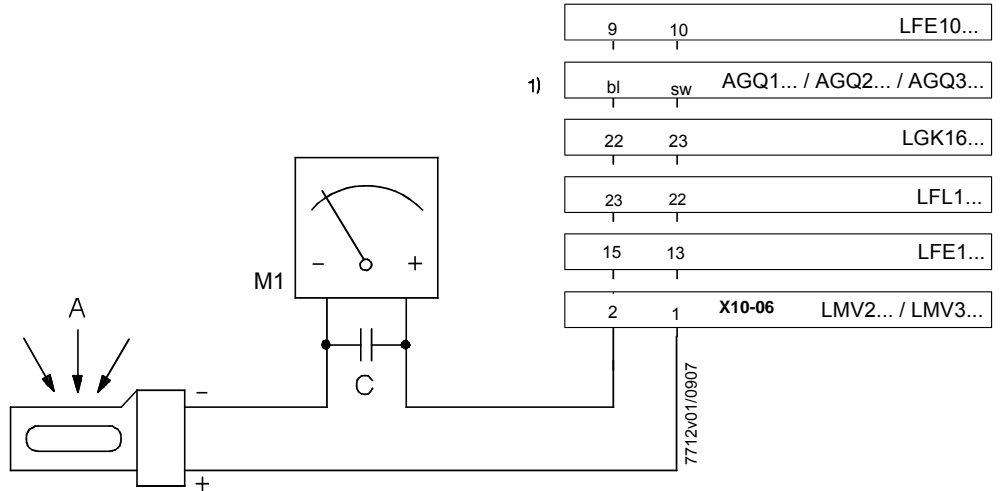 9 10 LFE10...
1) bl sw AGQ1... / AGQ2... / AGQ3...
22 23 LGK16...
23 22 LFL1...
15 13 LFE1...
2 1 X10-06 LMV2... / LMV3...
M1
- +
A
C
-
+
7712v01/0907